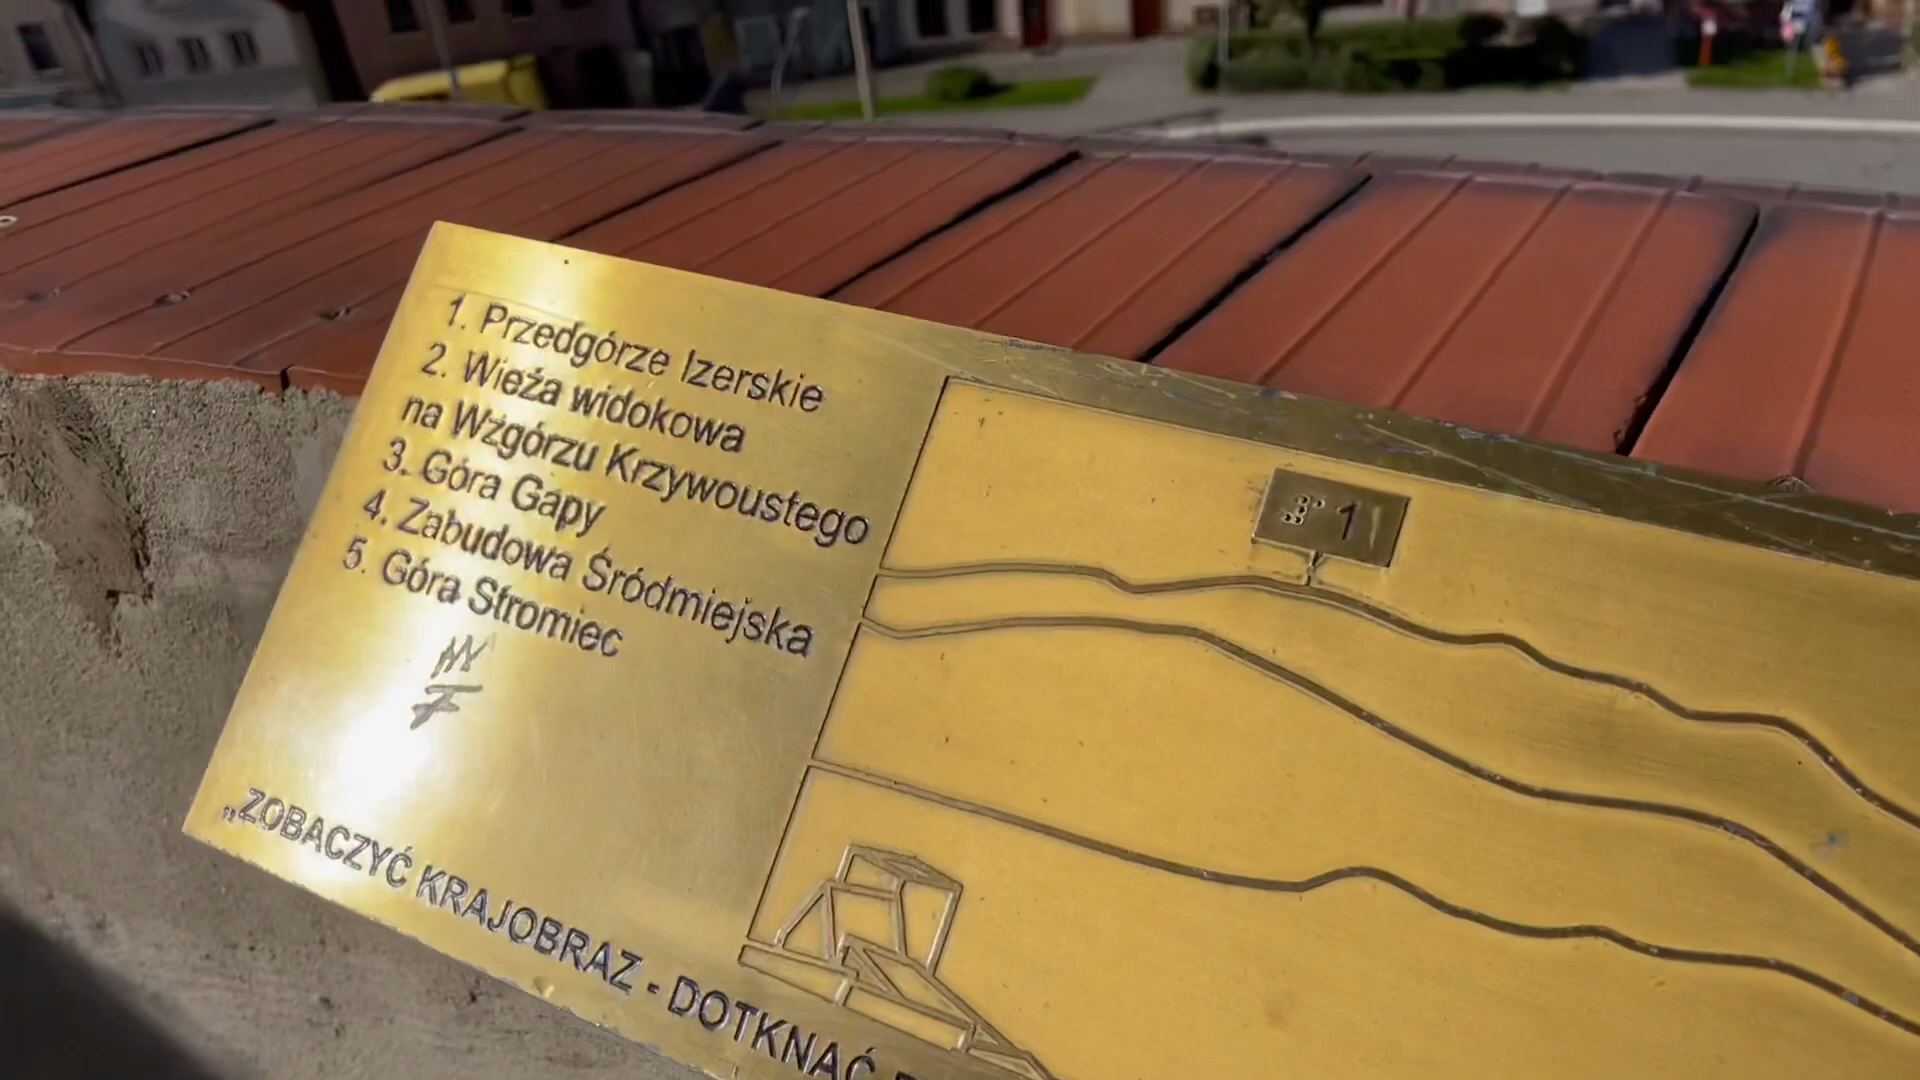 1. Przedgórze Izerskie
2. Wieża widokowa
na Wzgórzu Krzywoustego
3. Góra Gapy
4. Zabudowa Śródmiejska
5. Góra Stromiec
„ZOBACZYĆ KRAJOBRAZ - DOTKNĄĆ
1